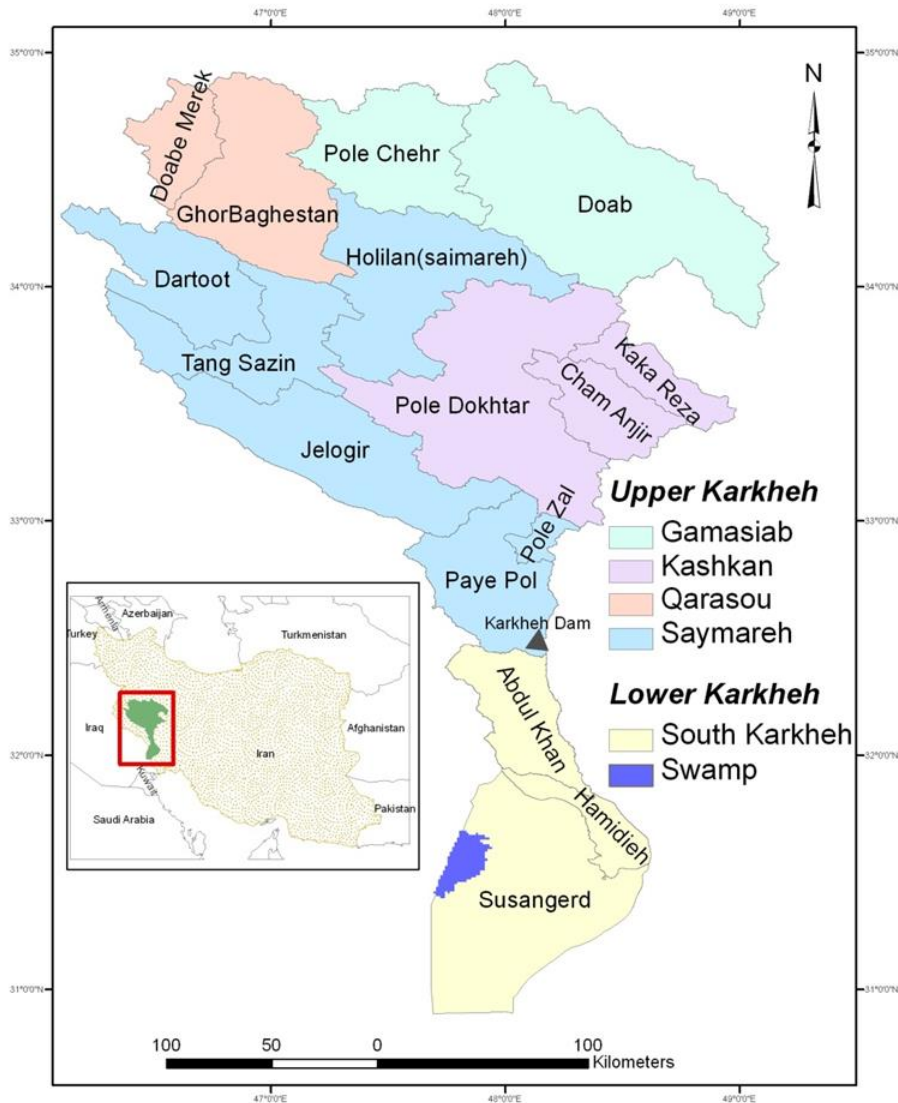 47°0'0"E
48°0'0"E
49°0'0"E
35°0'0"N
35°0'0"N
N
Doabe Merek
Pole Chehr
GhorBaghestan
Doab
Holilan(saimareh)
Dartoot
34°0'0"N
34°0'0"N
Kaka Reza
Tang Sazin
Cham Anjir
Pole Dokhtar
Jelogir
Upper Karkheh
Pole Zal
33°0'0"N
33°0'0"N
Gamasiab
Kashkan
Paye Pol
Qarasou
Karkheh Dam
Saymareh
Armenia
Azerbaijan
Turkey
Turkmenistan
Abdul Khan
Lower Karkheh
Iraq
Iran
Afghanistan
South Karkheh
32°0'0"N
32°0'0"N
Swamp
Kuwait
Hamidieh
Pakistan
Saudi Arabia
Susangerd
31°0'0"N
31°0'0"N
100 50 0 100
Kilometers
47°0'0"E
48°0'0"E
49°0'0"E